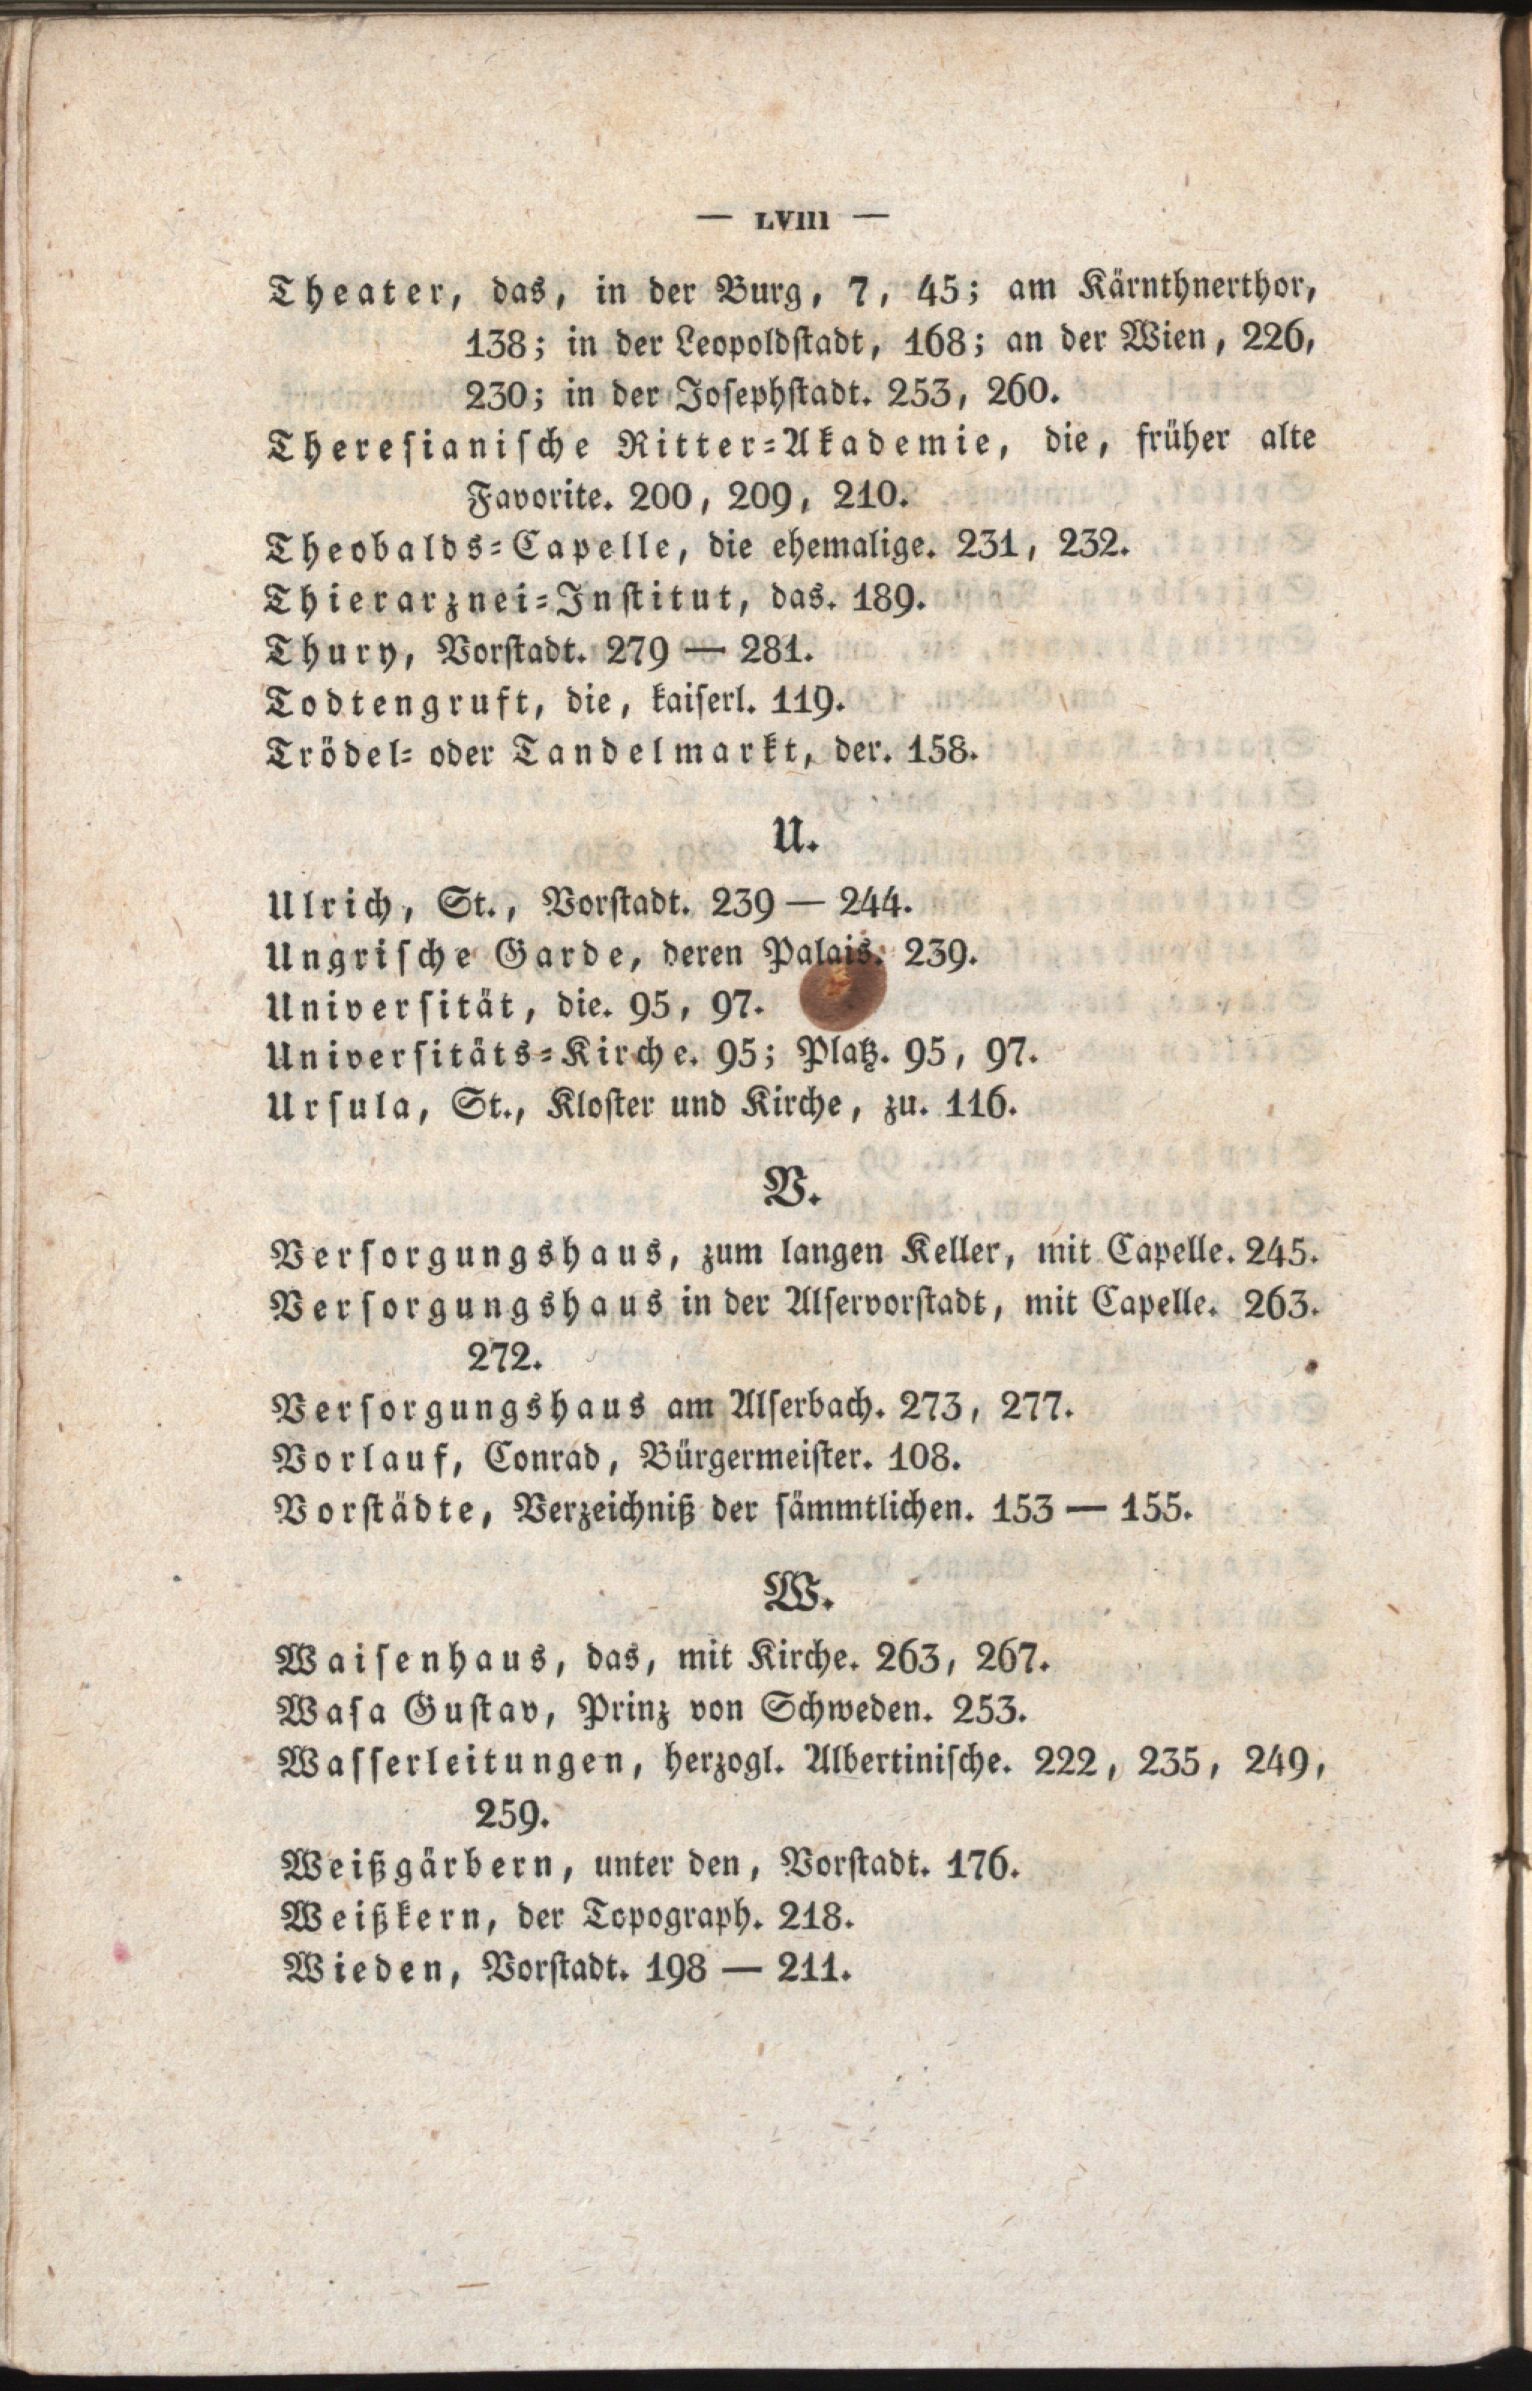 — LVIII —
Theater, das, in der Burg, 7, 45; am Kärnthnerthor,
138; in der Leopoldstadt, 168; an der Wien, 226,
230; in der Josephstadt. 253, 260.
Theresianische Ritter-Akademie, die, früher alte
Favorite. 200, 209, 210.
Theobalds-Capelle, die ehemalige. 231, 232.
Thierarznei-Institut, das. 189.
Thury, Vorstadt. 279 — 281.
Todtengruft, die, kaiserl. 119.
Trödel- oder Tandelmarkt, der. 158.
U.
Ulrich, St., Vorstadt. 239 — 244.
Ungrische Garde, deren Palais. 239.
Universität, die. 95, 97.
Universitäts-Kirche. 95; Platz. 95, 97.
Ursula, St., Kloster und Kirche, zu. 116.
V.
Versorgungshaus, zum langen Keller, mit Capelle. 245.
Versorgungshaus in der Alservorstadt, mit Capelle. 263.
272.
Versorgungshaus am Alserbach. 273, 277.
Vorlauf, Conrad, Bürgermeister. 108.
Vorstädte, Verzeichniß der sämmtlichen. 153 — 155.
W.
Waisenhaus, das, mit Kirche. 263, 267.
Wasa Gustav, Prinz von Schweden. 253.
Wasserleitungen, herzogl. Albertinische. 222, 235, 249,
259.
Weißgärbern, unter den, Vorstadt. 176.
Weißkern, der Topograph. 218.
Wieden, Vorstadt. 198 — 211.